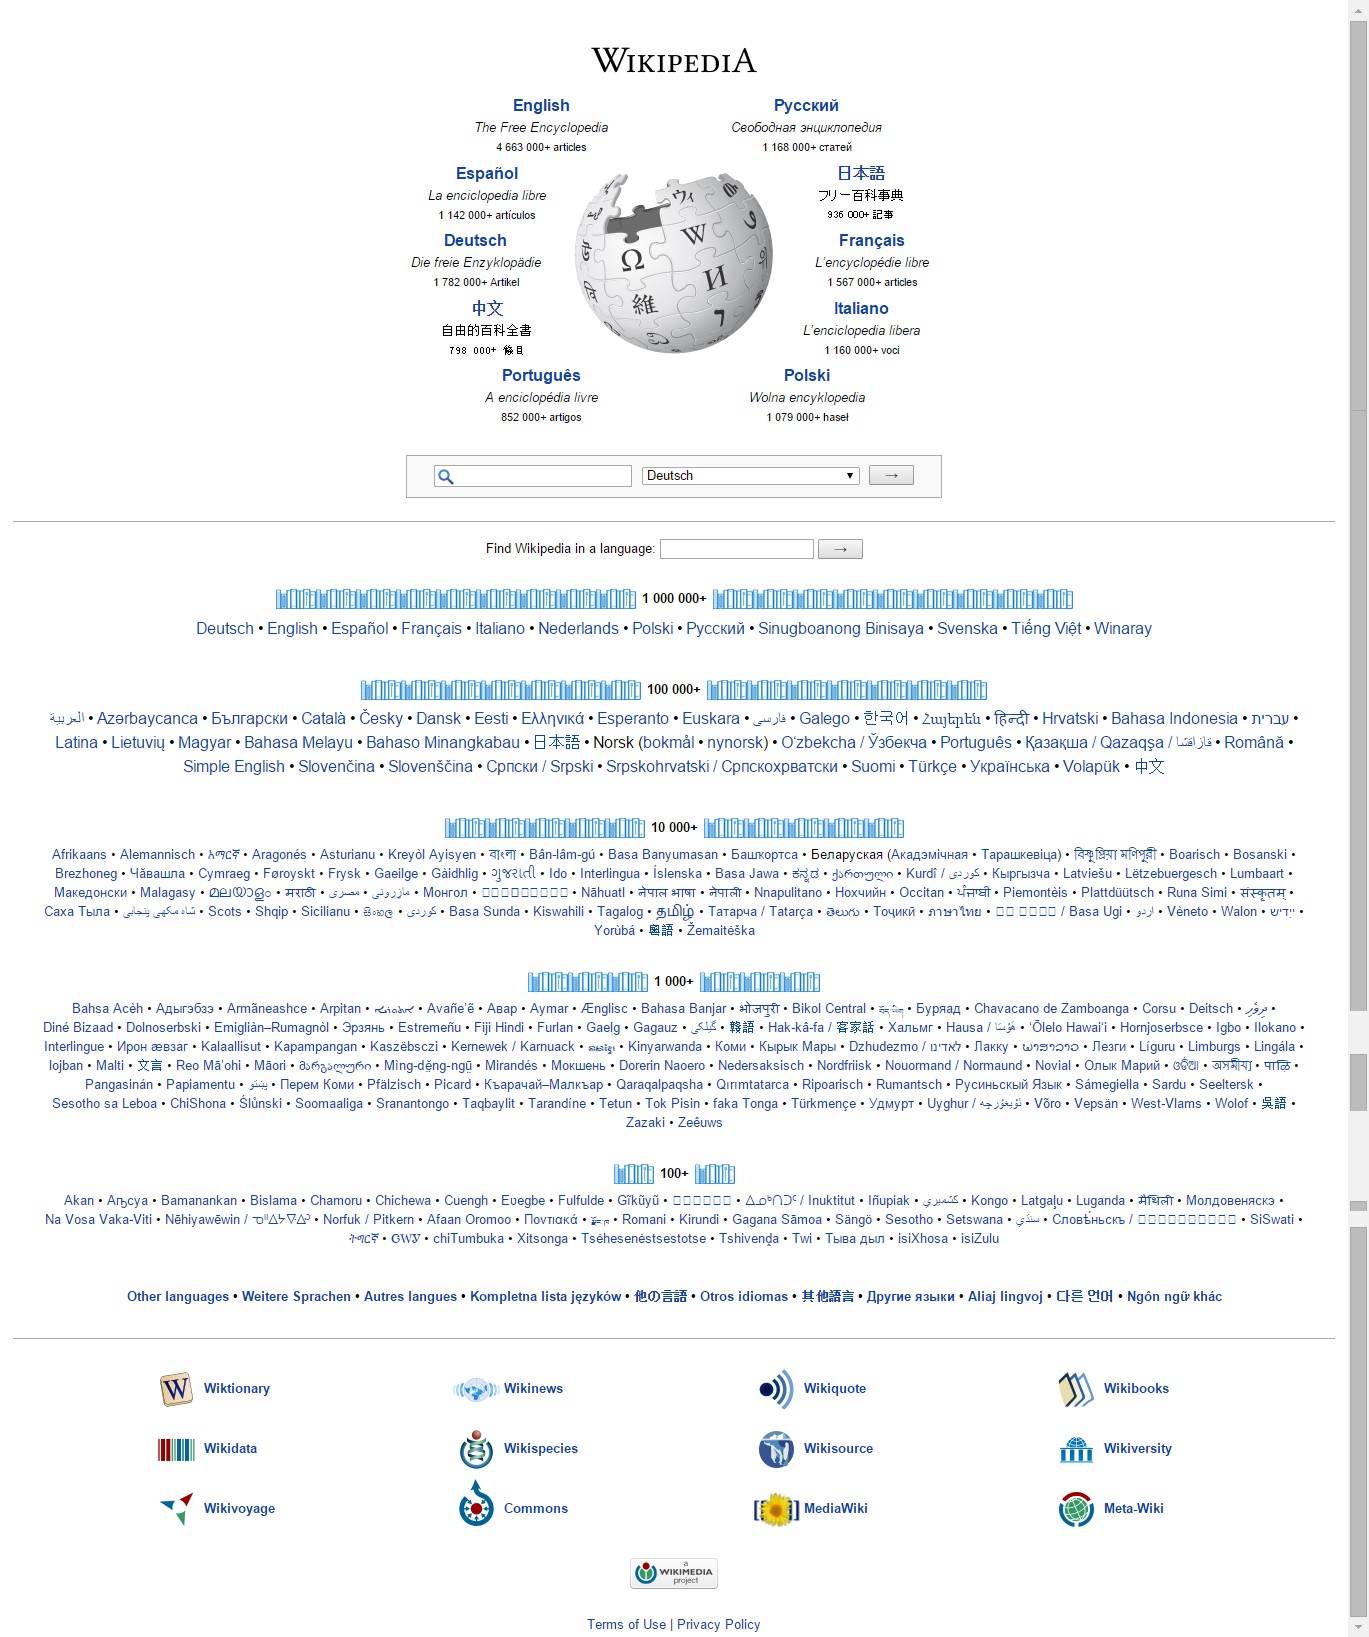 WIKIPEDIA
English Русский
The Free Encyclopedia Свободная энциклопедия
4 663 000+ articles 1 168 000+ статей
Español 日本語
La enciclopedia libre フリー百科事典
1 142 000+ artículos 936 000+ 記事
Deutsch Français
Die freie Enzyklopädie L'encyclopédie libre
1 782 000+ Artikel 1 567 000+ articles
中文 Italiano
自由的百科全書 L'enciclopedia libera
798 000+ 條目 1 160 000+ voci
Português Polski
A enciclopédia livre Wolna encyklopedia
852 000+ artigos 1 079 000+ haseł
Deutsch →
Find Wikipedia in a language: →
1 000 000+
Deutsch • English • Español • Français • Italiano • Nederlands • Polski • Русский • Sinugboanong Binisaya • Svenska • Tiếng Việt • Winaray
100 000+
العربية • Azərbaycanca • Български • Català • Česky • Dansk • Eesti • Ελληνικά • Esperanto • Euskara • فارسی • Galego • 한국어 • Հայերեն • हिन्दी • Hrvatski • Bahasa Indonesia • עברית •
Latina • Lietuvių • Magyar • Bahasa Melayu • Bahaso Minangkabau • 日本語 • Norsk (bokmål • nynorsk) • O‘zbekcha / Ўзбекча • Português • Қазақша / Qazaqşa / قازاقشا • Română •
Simple English • Slovenčina • Slovenščina • Српски / Srpski • Srpskohrvatski / Српскохрватски • Suomi • Türkçe • Українська • Volapük • 中文
10 000+
Afrikaans • Alemannisch • አማርኛ • Aragonés • Asturianu • Kreyòl Ayisyen • বাংলা • Bân-lâm-gú • Basa Banyumasan • Башҡортса • Беларуская (Акадэмічная • Тарашкевіца) • বিষ্ণুপ্রিয়া মণিপুরী • Boarisch • Bosanski •
Brezhoneg • Чӑвашла • Cymraeg • Føroyskt • Frysk • Gaeilge • Gàidhlig • ગુજરાતી • Ido • Interlingua • Íslenska • Basa Jawa • ಕನ್ನಡ • ქართული • Kurdî / كوردی • Кыргызча • Latviešu • Lëtzebuergesch • Lumbaart •
Македонски • Malagasy • മലയാളം • मराठी • مازِرونی • مصرى • Монгол • • Nāhuatl • नेपाल भाषा • नेपाली • Nnapulitano • Нохчийн • Occitan • ਪੰਜਾਬੀ • Piemontèis • Plattdüütsch • Runa Simi • संस्कृतम् •
Саха Тыла • شاہ مکھی پنجابی • Scots • Shqip • Sicilianu • සිංහල • کوردی • Basa Sunda • Kiswahili • Tagalog • தமிழ் • Татарча / Tatarça • తెలుగు • Тоҷикӣ • ภาษาไทย • / Basa Ugi • اردو • Vèneto • Walon • ייִדיש •
Yorùbá • 粵語 • Žemaitėška
1 000+
Bahsa Acèh • Адыгэбзэ • Armãneashce • Arpitan • ܐܬܘܪܝܐ • Avañe’ẽ • Авар • Aymar • Ænglisc • Bahasa Banjar • भोजपुरी • Bikol Central • • Буряад • Chavacano de Zamboanga • Corsu • Deitsch • ދިވެހި •
Diné Bizaad • Dolnoserbski • Emigliàn–Rumagnòl • Эрзянь • Estremeñu • Fiji Hindi • Furlan • Gaelg • Gagauz • گیلکی • 贛語 • Hak-kâ-fa / 客家話 • Хальмг • Hausa / هَوُسَا • ‘Ōlelo Hawai‘i • Hornjoserbsce • Igbo • Ilokano •
Interlingue • Ирон æвзаг • Kalaallisut • Kapampangan • Kaszëbsczi • Kernewek / Karnuack • • Kinyarwanda • Коми • Кырык Мары • Dzhudezmo / לאדינו • Лакку • ພາສາລາວ • Лезги • Líguru • Limburgs • Lingála •
lojban • Malti • 文言 • Reo Mā’ohi • Māori • მარგალური • Mìng-dĕ̤ng-ngṳ̄ • Mirandés • Мокшень • Dorerin Naoero • Nedersaksisch • Nordfriisk • Nouormand / Normaund • Novial • Олык Марий • ଓଡ଼ିଆ • অসমীয়া • पाळि •
Pangasinán • Papiamentu • پښتو • Перем Коми • Pfälzisch • Picard • Къарачай–Малкъар • Qaraqalpaqsha • Qırımtatarca • Ripoarisch • Rumantsch • Русиньскый Язык • Sámegiella • Sardu • Seeltersk •
Sesotho sa Leboa • ChiShona • Ślůnski • Soomaaliga • Sranantongo • Taqbaylit • Tarandíne • Tetun • Tok Pisin • faka Tonga • Türkmençe • Удмурт • Uyghur / ئۇيغۇرچه • Võro • Vepsän • West-Vlams • Wolof • 吳語 •
Zazaki • Zeêuws
100+
Akan • Аҧсуа • Bamanankan • Bislama • Chamoru • Chichewa • Cuengh • Eʋegbe • Fulfulde • Gĩkũyũ • • ᐃᓄᒃᑎᑐᑦ / Inuktitut • Iñupiak • كشميري • Kongo • Latgaļu • Luganda • मैथिली • Молдовеняскэ •
Na Vosa Vaka-Viti • Nēhiyawēwin / ᓀᐦᐃᔭᐍᐏᐣ • Norfuk / Pitkern • Afaan Oromoo • Ποντιακά • • Romani • Kirundi • Gagana Sāmoa • Sängö • Sesotho • Setswana • سنڌي • Словѣ́ньскъ / • SiSwati •
ትግርኛ • ᏣᎳᎩ • chiTumbuka • Xitsonga • Tsėhesenėstsestotse • Tshivenḓa • Twi • Тыва дыл • isiXhosa • isiZulu
Other languages • Weitere Sprachen • Autres langues • Kompletna lista języków • 他の言語 • Otros idiomas • 其他語言 • Другие языки • Aliaj lingvoj • 다른 언어 • Ngôn ngữ khác
Wiktionary Wikinews Wikiquote Wikibooks
Wikidata Wikispecies Wikisource Wikiversity
Wikivoyage Commons MediaWiki Meta-Wiki
a
WIKIMEDIA
project
Terms of Use | Privacy Policy